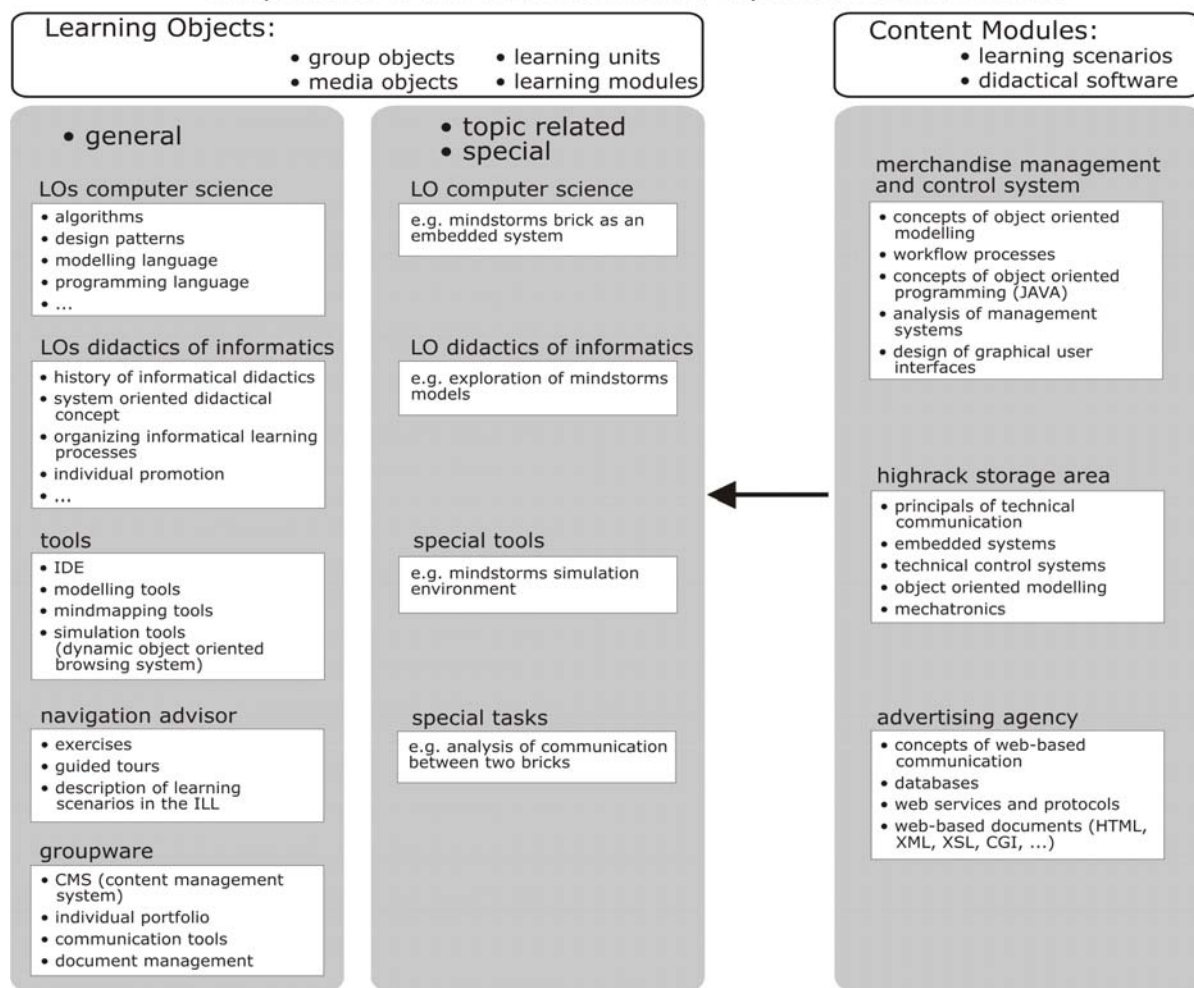 Learning Objects:
• group objects
• media objects
• learning units
• learning modules
• general
LOs computer science
• algorithms
• design patterns
• modelling language
• programming language
• ...
LOs didactics of informatics
• history of informatical didactics
• system oriented didactical
concept
• organizing informatical learning
processes
• individual promotion
• ...
tools
• IDE
• modelling tools
• mindmapping tools
• simulation tools
(dynamic object oriented
browsing system)
navigation advisor
• exercises
• guided tours
• description of learning
scenarios in the ILL
groupware
• CMS (content management
system)
• individual portfolio
• communication tools
• document management
• topic related
• special
LO computer science
e.g. mindstorms brick as an
embedded system
LO didactics of informatics
e.g. exploration of mindstorms
models
special tools
e.g. mindstorms simulation
environment
special tasks
e.g. analysis of communication
between two bricks
Content Modules:
• learning scenarios
• didactical software
merchandise management
and control system
• concepts of object oriented
modelling
• workflow processes
• concepts of object oriented
programming (JAVA)
• analysis of management
systems
• design of graphical user
interfaces
highrack storage area
• principals of technical
communication
• embedded systems
• technical control systems
• object oriented modelling
• mechatronics
advertising agency
• concepts of web-based
communication
• databases
• web services and protocols
• web-based documents (HTML,
XML, XSL, CGI, ...)